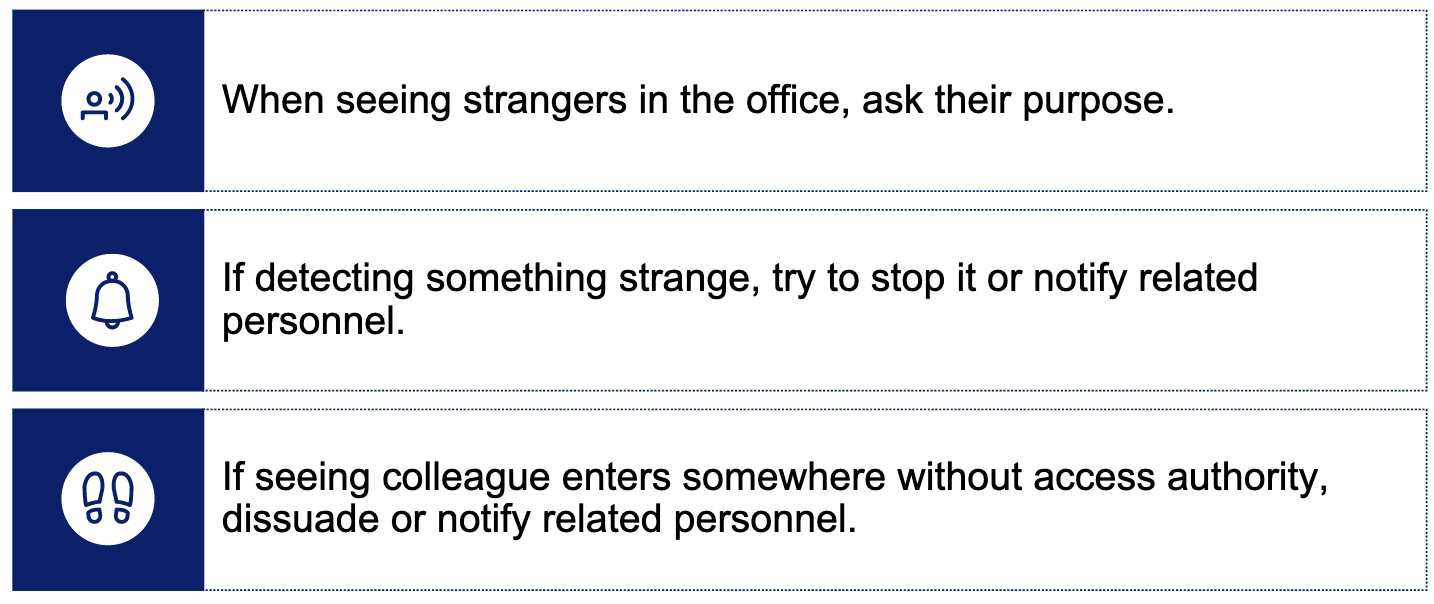 When seeing strangers in the office, ask their purpose.
If detecting something strange, try to stop it or notify related
personnel.
If seeing colleague enters somewhere without access authority,
dissuade or notify related personnel.